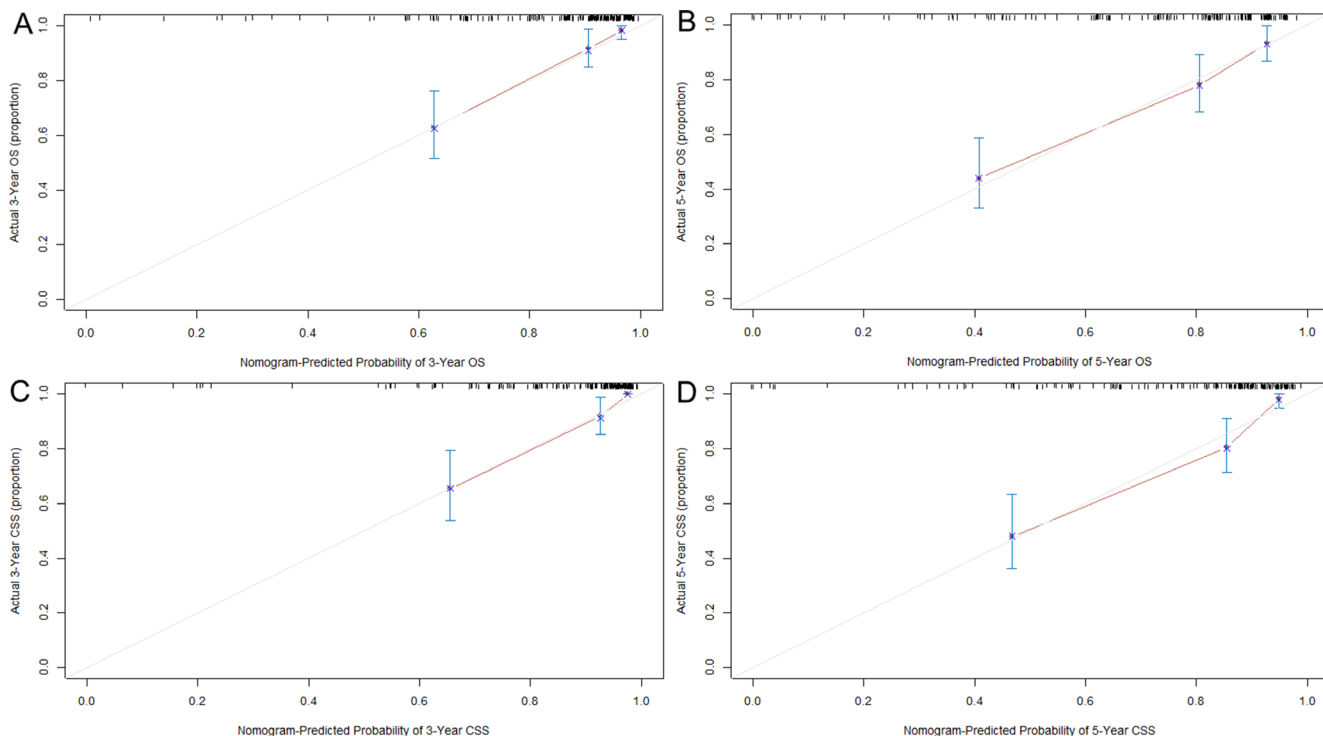 A
Actual 3-Year OS (proportion)
0.0 0.2 0.4 0.6 0.8 1.0
0.0 0.2 0.4 0.6 0.8 1.0
Nomogram-Predicted Probability of 3-Year OS
B
Actual 5-Year OS (proportion)
0.0 0.2 0.4 0.6 0.8 1.0
0.0 0.2 0.4 0.6 0.8 1.0
Nomogram-Predicted Probability of 5-Year OS
C
Actual 3-Year CSS (proportion)
0.0 0.2 0.4 0.6 0.8 1.0
0.0 0.2 0.4 0.6 0.8 1.0
Nomogram-Predicted Probability of 3-Year CSS
D
Actual 5-Year CSS (proportion)
0.0 0.2 0.4 0.6 0.8 1.0
0.0 0.2 0.4 0.6 0.8 1.0
Nomogram-Predicted Probability of 5-Year CSS